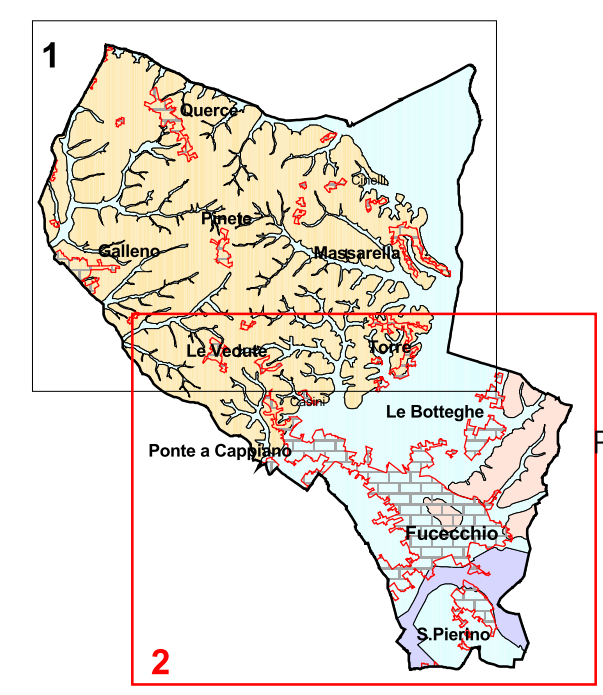 1
Querce
Cinelli
Pinete
Galleno
Massarella
Le Vedute
Torre
Casini
Le Botteghe
Ponte a Cappiano
Fucecchio
S.Pierino
2